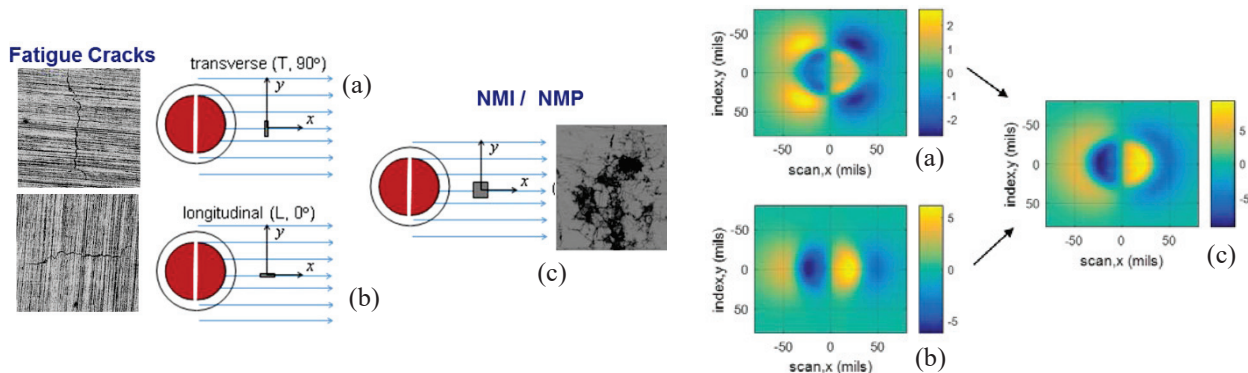 Fatigue Cracks
transverse (T, 90°)
(a)
y
x
longitudinal (L, 0°)
y
x
(b)
NMI / NMP
y
x
(
(c)
index,y (mils)
-50
0
50
-50 0 50
scan,x (mils)
2
1
0
-1
-2
(a)
index,y (mils)
-50
0
50
-50 0 50
scan,x (mils)
5
0
-5
(b)
index,y (mils)
-50
0
50
-50 0 50
scan,x (mils)
5
0
-5
(c)